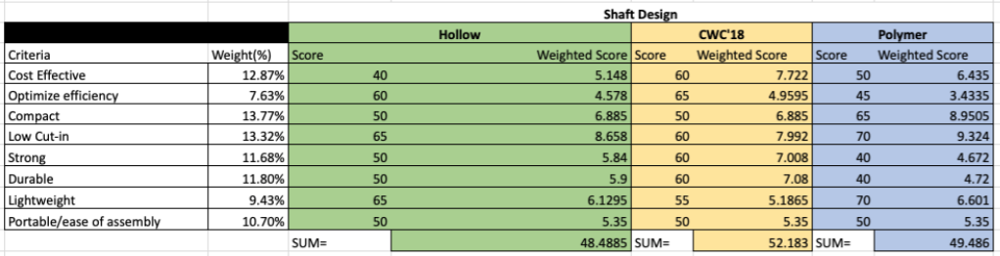 Shaft Design
Hollow CWC'18 Polymer
Criteria Weight(%) Score Weighted Score Score Weighted Score Score Weighted Score
Cost Effective 12.87% 40 5.148 60 7.722 50 6.435
Optimize efficiency 7.63% 60 4.578 65 4.9595 45 3.4335
Compact 13.77% 50 6.885 50 6.885 65 8.9505
Low Cut-in 13.32% 65 8.658 60 7.992 70 9.324
Strong 11.68% 50 5.84 60 7.008 40 4.672
Durable 11.80% 50 5.9 60 7.08 40 4.72
Lightweight 9.43% 65 6.1295 55 5.1865 70 6.601
Portable/ease of assembly 10.70% 50 5.35 50 5.35 50 5.35
SUM= 48.4885 SUM= 52.183 SUM= 49.486